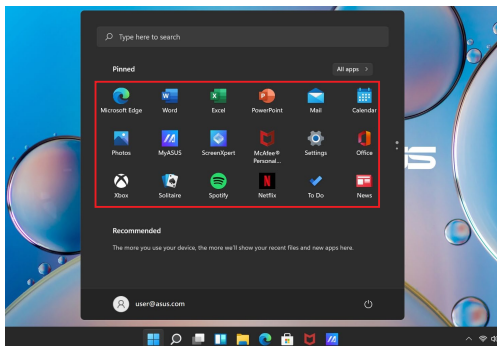 Type here to search
Pinned
All apps >
Microsoft Edge
Word
Excel
PowerPoint
Mail
Calendar
Photos
MyASUS
ScreenXpert
McAfee®
Personal...
Settings
Office
Xbox
Solitaire
Spotify
Netflix
To Do
News
Recommended
The more you use your device, the more we'll show your recent files and new apps here.
user@asus.com